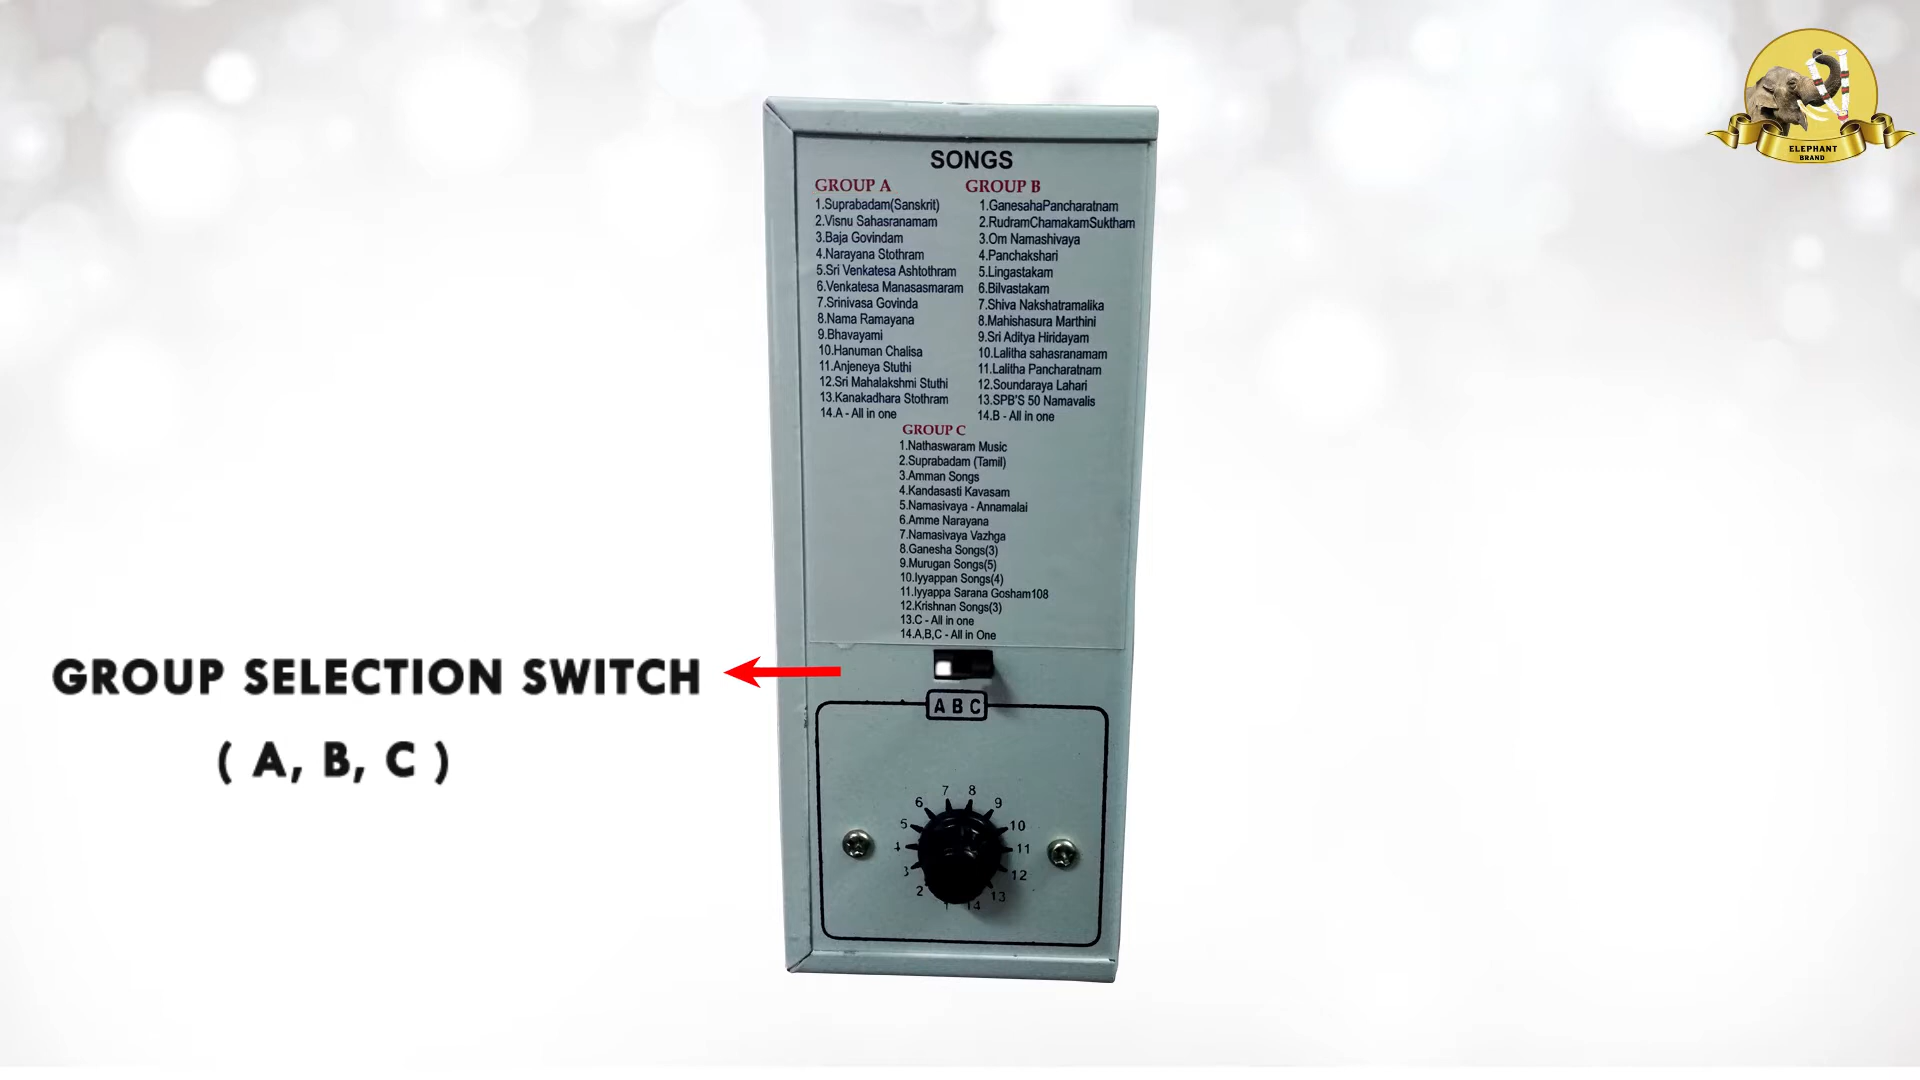 ELEPHANT
BRAND
SONGS
GROUP A
1.Suprabadam(Sanskrit)
2.Visnu Sahasranamam
3.Baja Govindam
4.Narayana Stothram
5.Sri Venkatesa Ashtothram
6.Venkatesa Manasasmaram
7.Srinivasa Govinda
8.Nama Ramayana
9.Bhavayami
10.Hanuman Chalisa
11.Anjeneya Stuthi
12.Sri Mahalakshmi Stuthi
13.Kanakadhara Stothram
14.A - All in one
GROUP B
1.GanesahaPancharatnam
2.RudramChamakamSuktham
3.Om Namashivaya
4.Panchakshari
5.Lingastakam
6.Bilvastakam
7.Shiva Nakshatramalika
8.Mahishasura Marthini
9.Sri Aditya Hiridayam
10.Lalitha sahasranamam
11.Lalitha Pancharatnam
12.Soundaraya Lahari
13.SPB'S 50 Namavalis
14.B - All in one
GROUP C
1.Nathaswaram Music
2.Suprabadam (Tamil)
3.Amman Songs
4.Kandasasti Kavasam
5.Namasivaya - Annamalai
6.Amme Narayana
7.Namasivaya Vazhga
8.Ganesha Songs(3)
9.Murugan Songs(5)
10.Iyyappan Songs(4)
11.Iyyappa Sarana Gosham108
12.Krishnan Songs(3)
13.C - All in one
14.A,B,C - All in One
GROUP SELECTION SWITCH
( A, B, C )
A B C
1 2 3 4 5 6 7 8 9 10 11 12 13 14